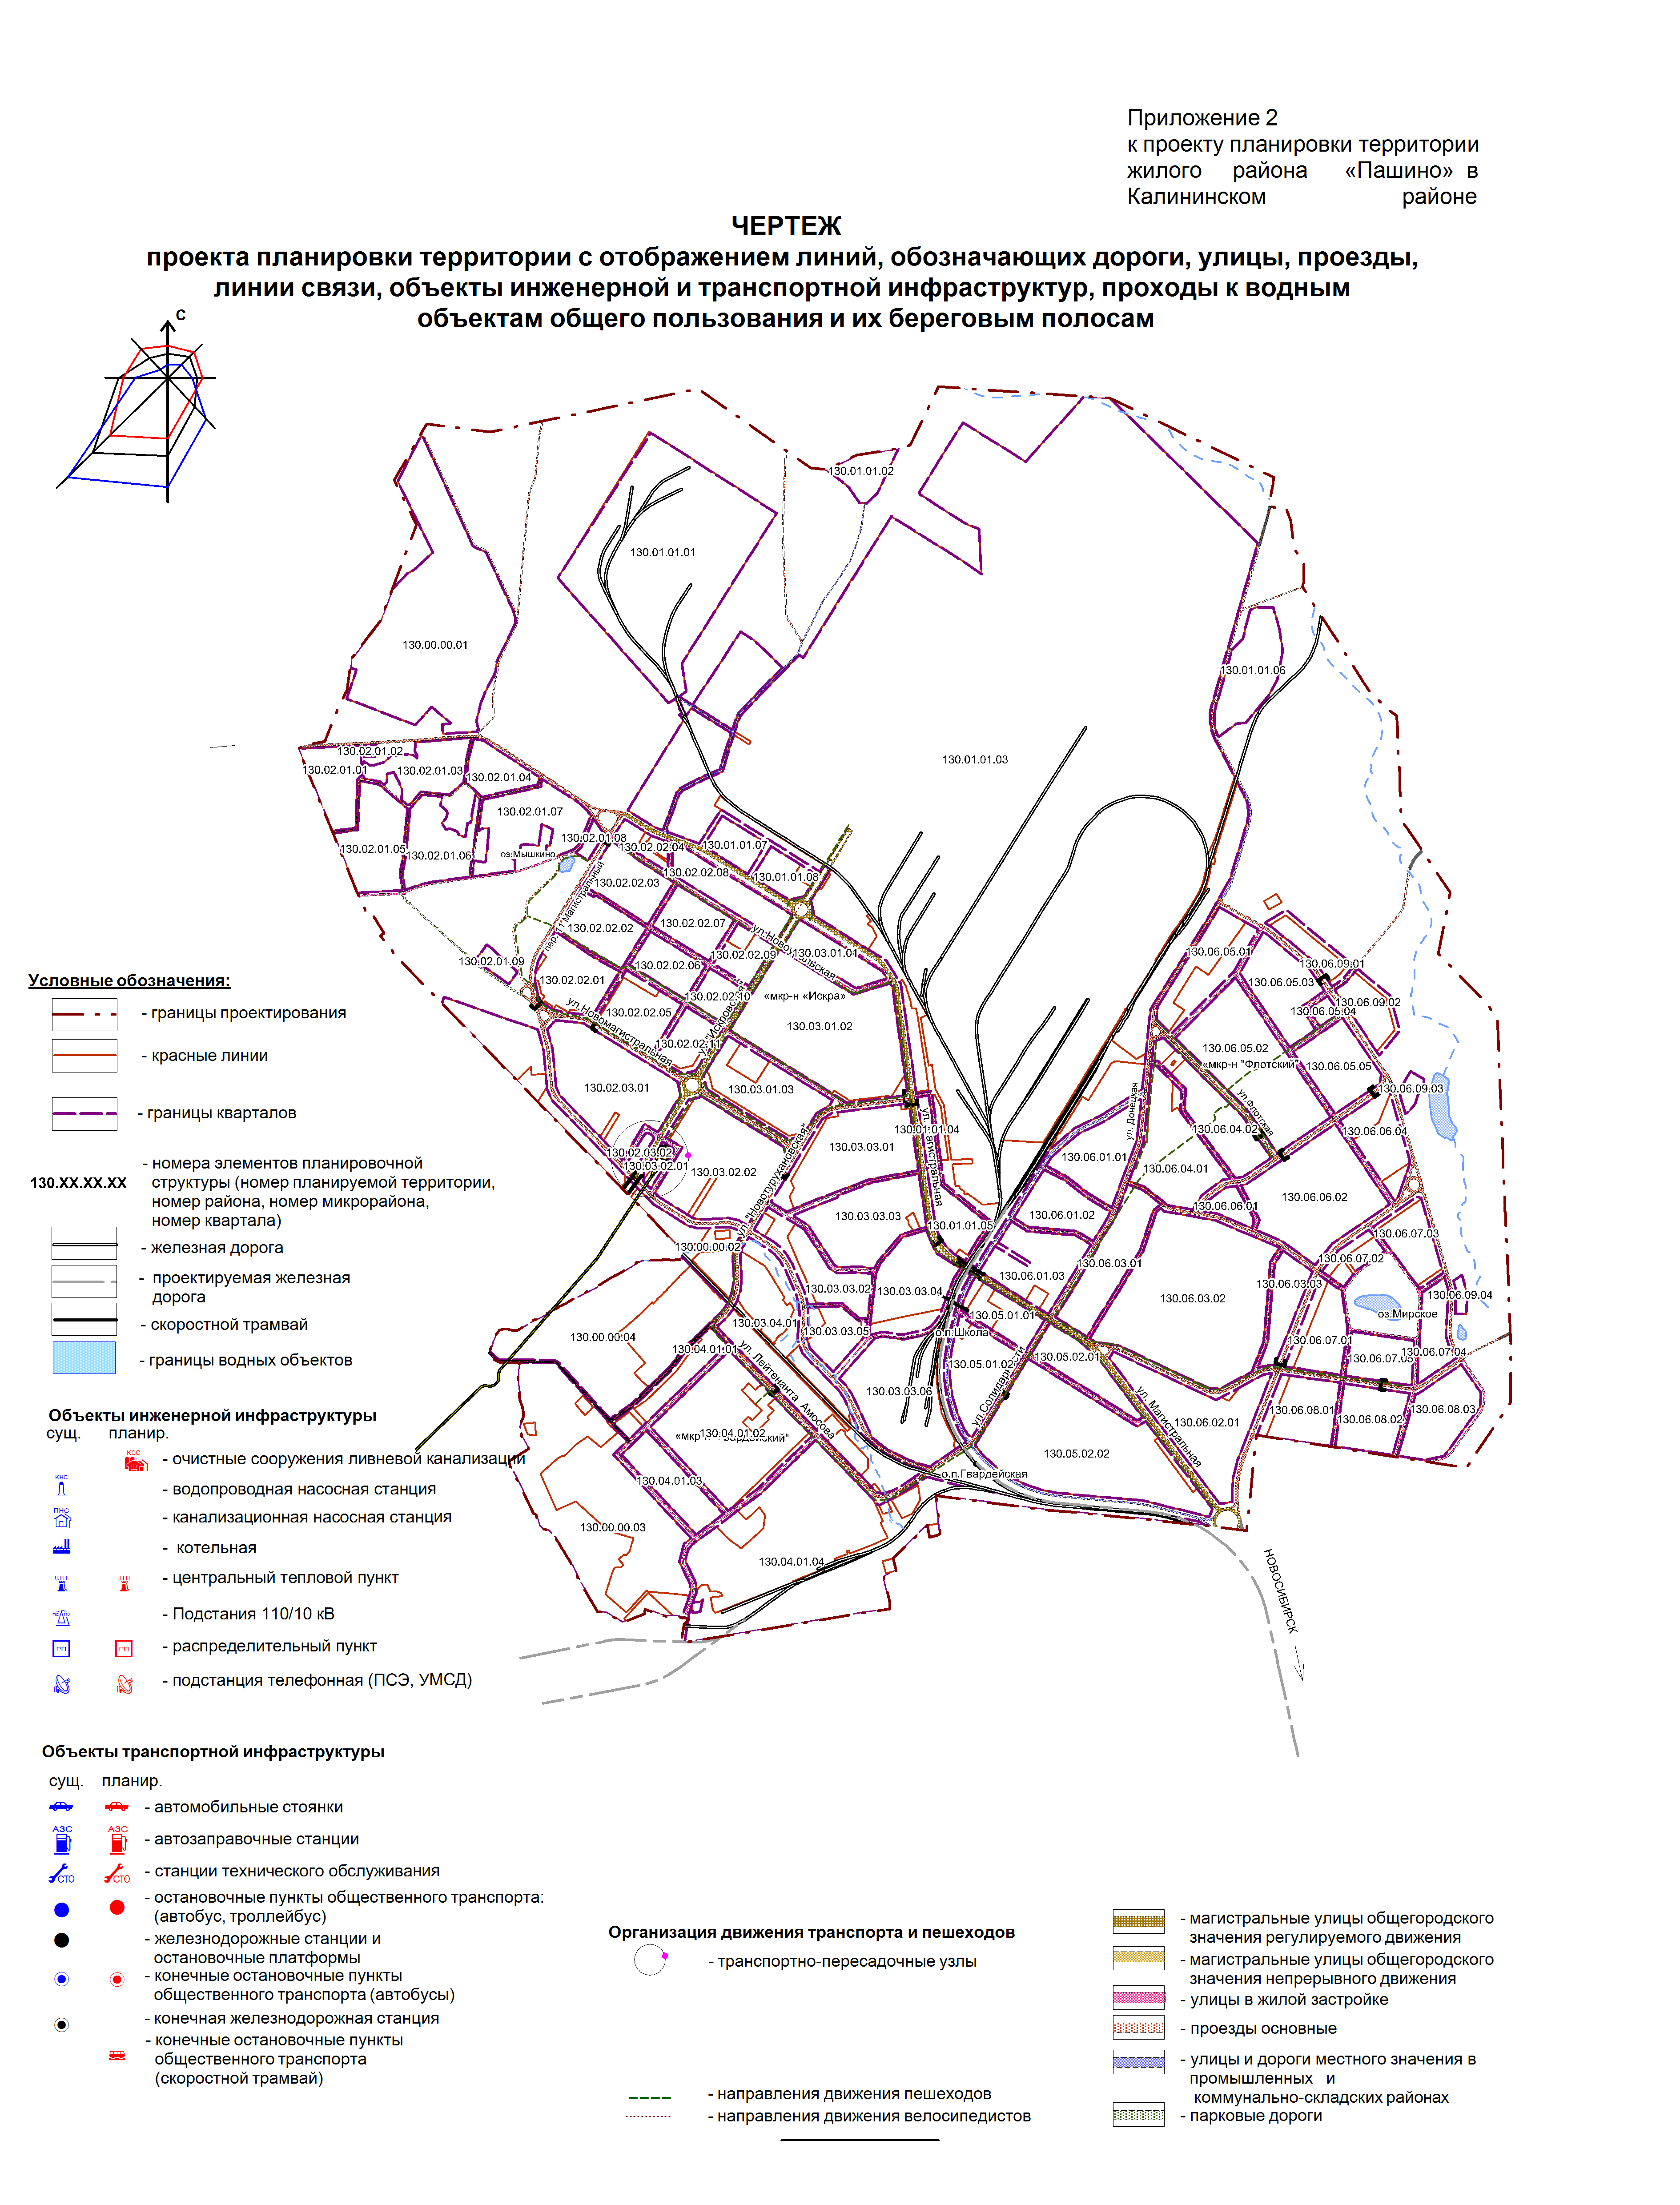 Приложение 2
к проекту планировки территории
жилого района «Пашино» в
Калининском районе
ЧЕРТЕЖ
проекта планировки территории с отображением линий, обозначающих дороги, улицы, проезды,
линии связи, объекты инженерной и транспортной инфраструктур, проходы к водным
объектам общего пользования и их береговым полосам
С
130.01.01.02
130.01.01.01
130.00.00.01
130.01.01.06
130.02.01.02
130.02.01.01
130.02.01.03
130.02.01.04
130.01.01.03
130.02.01.07
130.02.01.05
130.02.01.06
оз.Мышкино
130.02.01.08
130.02.02.04
130.01.01.07
130.02.02.08
130.01.01.08
130.02.02.03
пер. 11 Магистральный
130.02.02.02
130.02.02.07
130.02.02.09
130.03.01.01
130.02.01.09
130.02.02.06
130.02.02.01
130.02.02.10
«мкр-н «Искра»
130.02.02.05
ул.Новомагистральная
130.03.01.02
130.02.02.11
130.02.03.01
130.03.01.03
130.06.05.01
130.06.09.01
130.06.05.03
130.06.09.02
130.06.05.04
130.06.05.02
«мкр-н "Флотский"
130.06.05.05
130.06.09.03
ул. Донецкая
ул.Флотская
130.06.04.02
130.06.06.04
130.01.01.04
ул. Магистральная
130.03.03.01
130.02.03.02
130.03.02.01
130.03.02.02
ул. "Новотурухановская"
130.06.01.01
130.06.04.01
130.06.06.02
130.06.06.01
130.03.03.03
130.01.01.05
130.06.01.02
130.06.07.03
130.00.00.02
130.06.07.02
130.06.03.01
130.06.01.03
130.03.03.02
130.03.03.04
130.06.03.03
130.06.03.02
130.06.09.04
130.05.01.01
оз.Мирское
130.03.04.01
130.03.03.05
о.п.Школа
130.00.00.04
130.04.01.01
ул. Лейтенанта Амосова
130.06.07.01
130.06.07.05
130.06.07.04
130.05.01.02
130.05.02.01
130.03.03.06
ул.Солидарности
ул. Магистральная
130.06.02.01
130.06.08.01
130.06.08.02
130.06.08.03
130.04.01.02
130.05.02.02
130.04.01.03
о.п.Гвардейская
130.00.00.03
130.04.01.04
НОВОСИБИРСК
Условные обозначения:
- границы проектирования
- красные линии
- границы кварталов
130.XX.XX.XX
- номера элементов планировочной
структуры (номер планируемой территории,
номер района, номер микрорайона,
номер квартала)
- железная дорога
- проектируемая железная
дорога
- скоростной трамвай
- границы водных объектов
Объекты инженерной инфраструктуры
сущ. планир.
КОС
- очистные сооружения ливневой канализации
КНС
- водопроводная насосная станция
ПНС
- канализационная насосная станция
- котельная
ЦТП ЦТП
- центральный тепловой пункт
- Подстания 110/10 кВ
РП РП
- распределительный пункт
- подстанция телефонная (ПСЭ, УМСД)
Объекты транспортной инфраструктуры
сущ. планир.
- автомобильные стоянки
АЗС АЗС
- автозаправочные станции
СТО СТО
- станции технического обслуживания
- остановочные пункты общественного транспорта:
(автобус, троллейбус)
- железнодорожные станции и
остановочные платформы
- конечные остановочные пункты
общественного транспорта (автобусы)
- конечная железнодорожная станция
- конечные остановочные пункты
общественного транспорта
(скоростной трамвай)
Организация движения транспорта и пешеходов
- транспортно-пересадочные узлы
- направления движения пешеходов
- направления движения велосипедистов
- магистральные улицы общегородского
значения регулируемого движения
- магистральные улицы общегородского
значения непрерывного движения
- улицы в жилой застройке
- проезды основные
- улицы и дороги местного значения в
промышленных и
коммунально-складских районах
- парковые дороги